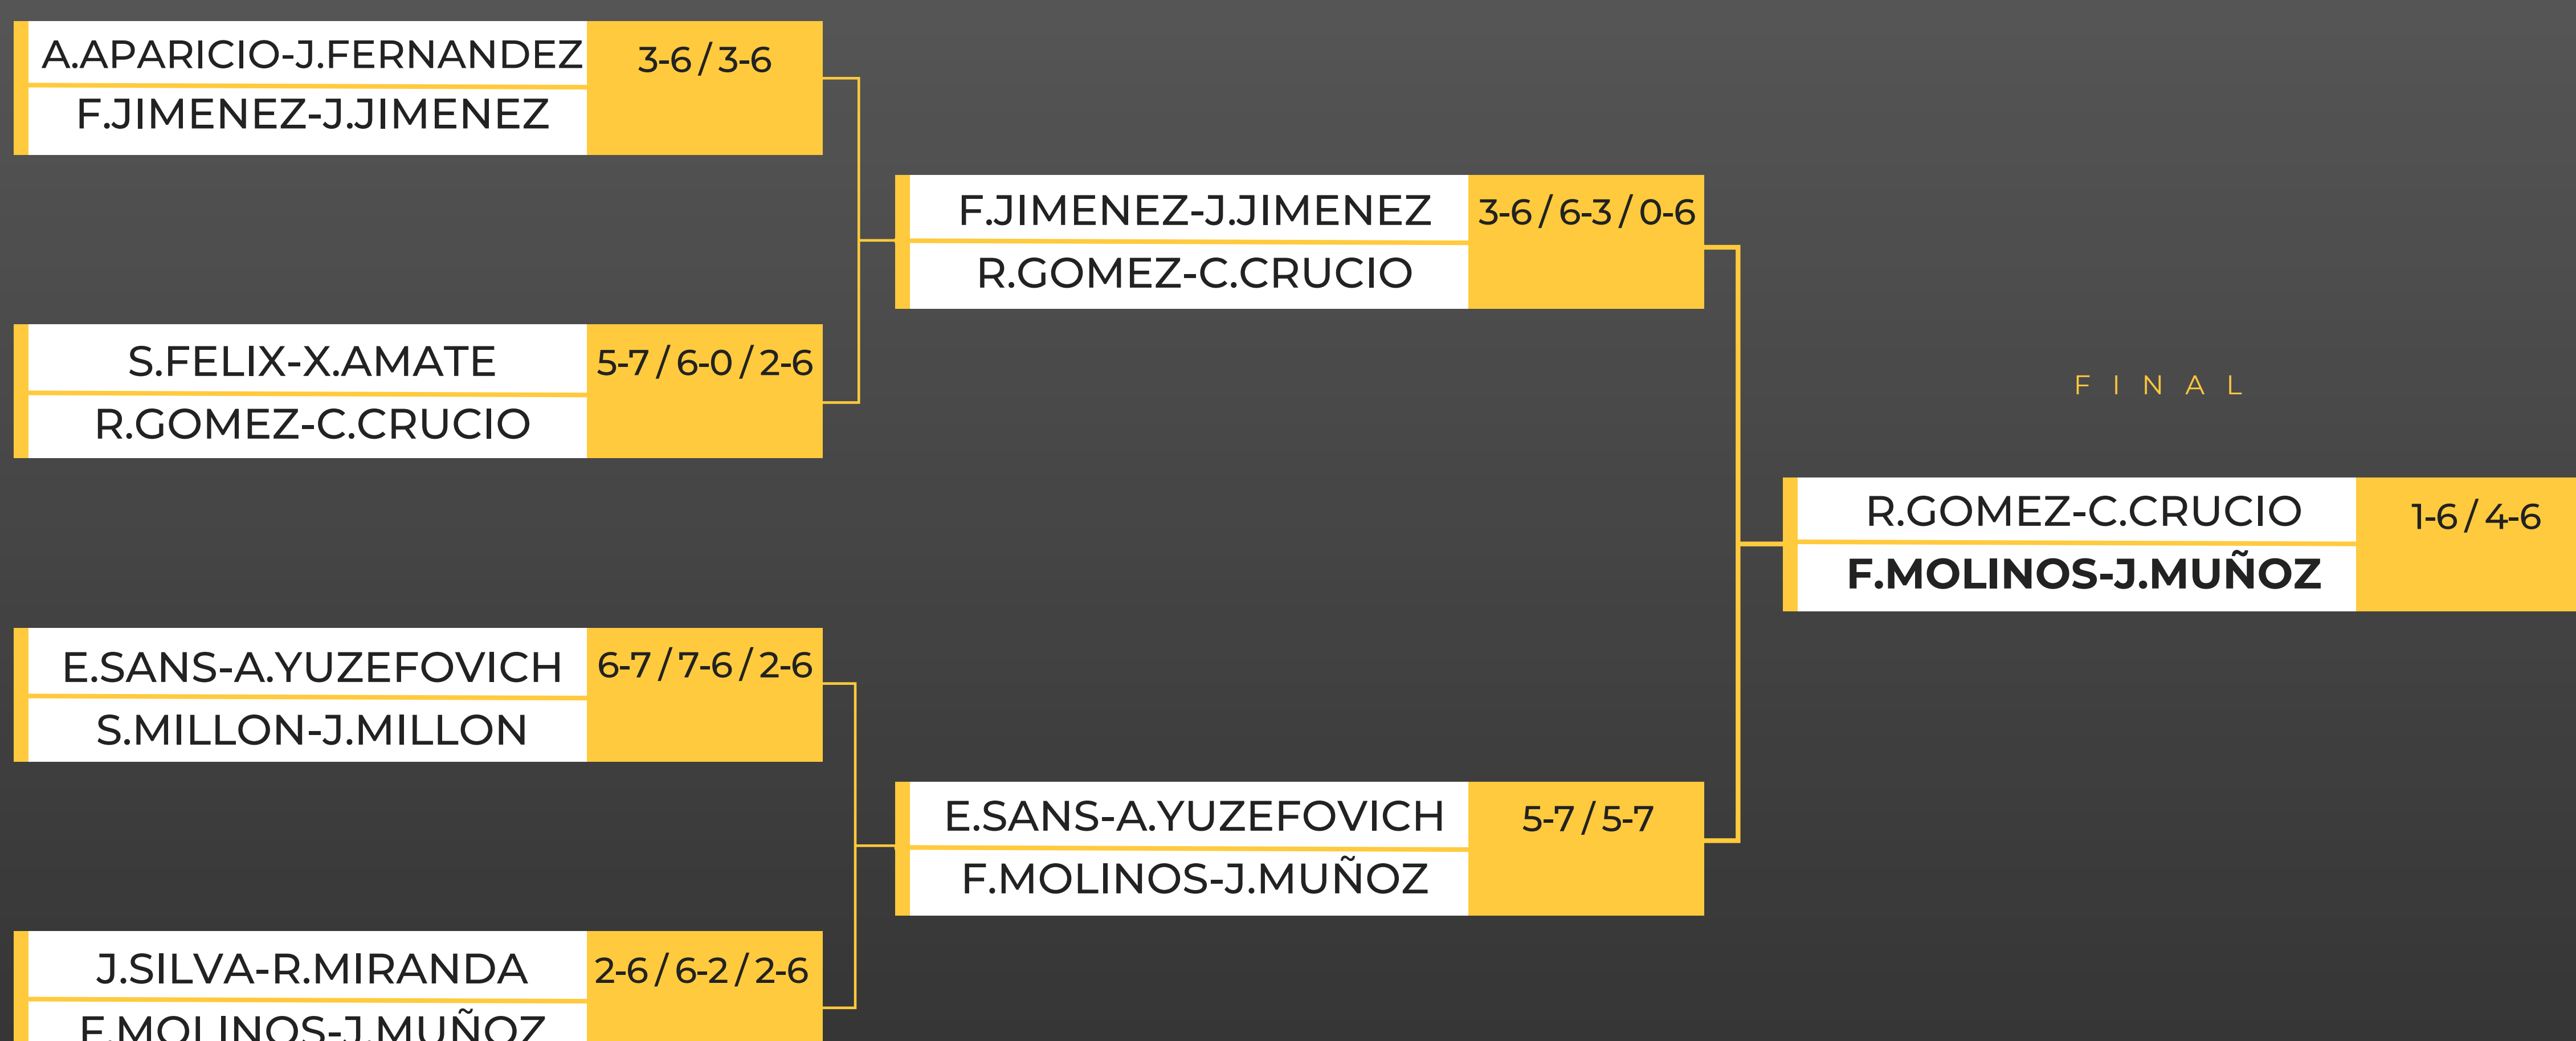 A.APARICIO-J.FERNANDEZ 3-6 / 3-6
F.JIMENEZ-J.JIMENEZ
S.FELIX-X.AMATE 5-7 / 6-0 / 2-6
R.GOMEZ-C.CRUCIO
E.SANS-A.YUZEFOVICH 6-7 / 7-6 / 2-6
S.MILLON-J.MILLON
J.SILVA-R.MIRANDA 2-6 / 6-2 / 2-6
F.MOLINOS-J.MUÑOZ
F.JIMENEZ-J.JIMENEZ 3-6 / 6-3 / 0-6
R.GOMEZ-C.CRUCIO
E.SANS-A.YUZEFOVICH 5-7 / 5-7
F.MOLINOS-J.MUÑOZ
FINAL
R.GOMEZ-C.CRUCIO 1-6 / 4-6
F.MOLINOS-J.MUÑOZ